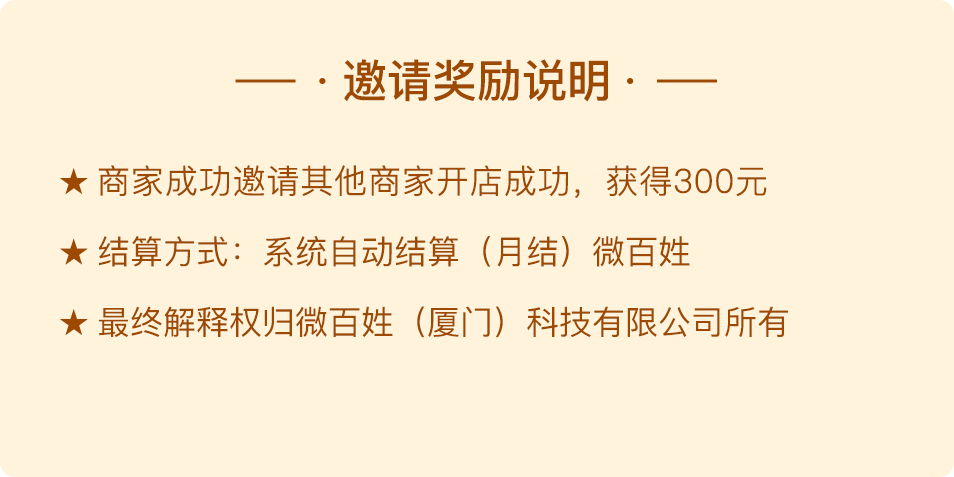 · 邀请奖励说明 ·
★ 商家成功邀请其他商家开店成功，获得300元
★ 结算方式：系统自动结算（月结）微百姓
★ 最终解释权归微百姓（厦门）科技有限公司所有